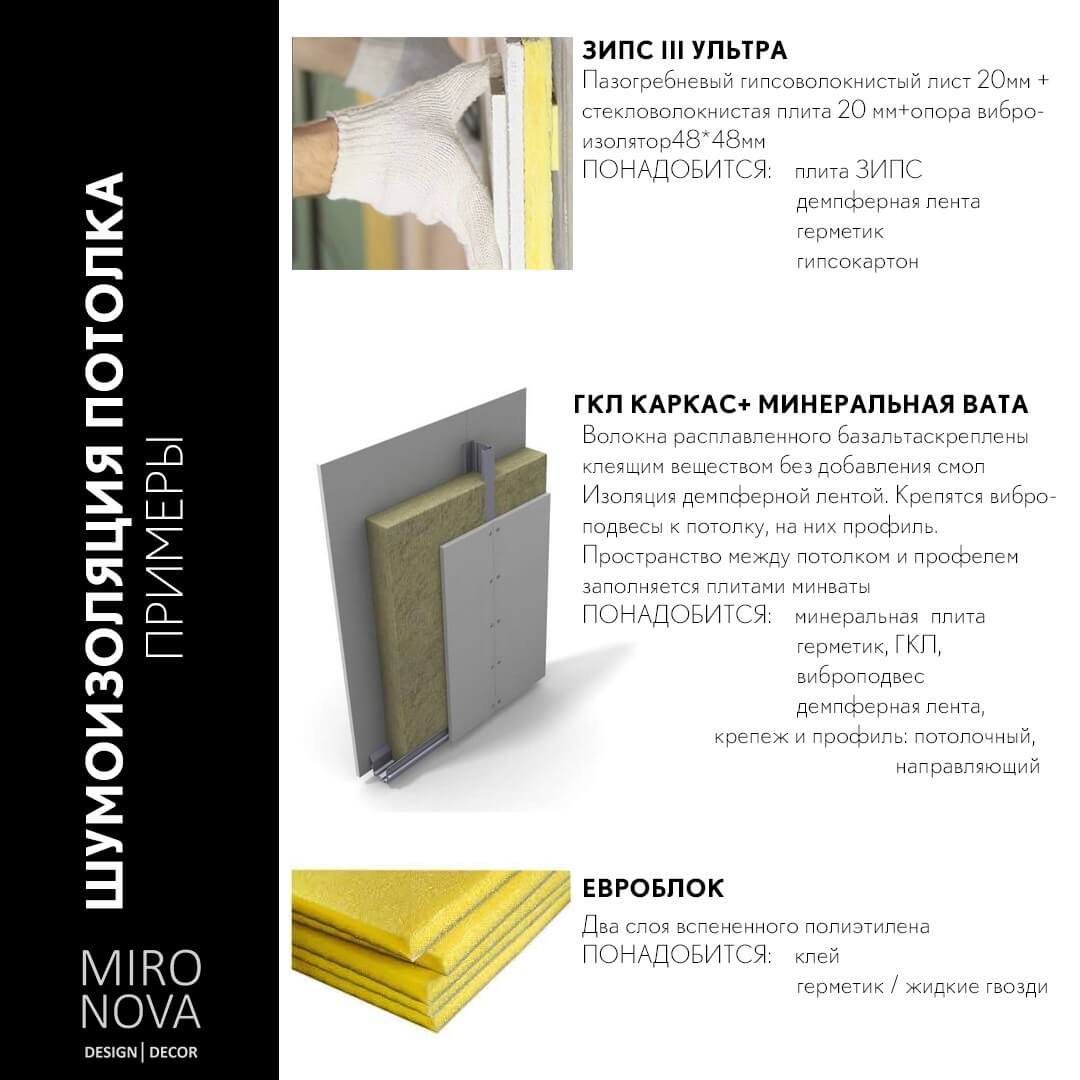 ШУМОИЗОЛЯЦИЯ ПОТОЛКА
ПРИМЕРЫ
MIRO
NOVA
DESIGN | DECOR
ЗИПС III УЛЬТРА
Пазогребневый гипсоволокнистый лист 20мм +
стекловолокнистая плита 20 мм+опора вибро-
изолятор48*48мм
ПОНАДОБИТСЯ: плита ЗИПС
демпферная лента
герметик
гипсокартон
ГКЛ КАРКАС+ МИНЕРАЛЬНАЯ ВАТА
Волокна расплавленного базальтаскреплены
клеящим веществом без добавления смол
Изоляция демпферной лентой. Крепятся вибро-
подвесы к потолку, на них профиль.
Пространство между потолком и профелем
заполняется плитами минваты
ПОНАДОБИТСЯ: минеральная плита
герметик, ГКЛ,
виброподвес
демпферная лента,
крепеж и профиль: потолочный,
направляющий
ЕВРОБЛОК
Два слоя вспененного полиэтилена
ПОНАДОБИТСЯ: клей
герметик / жидкие гвозди